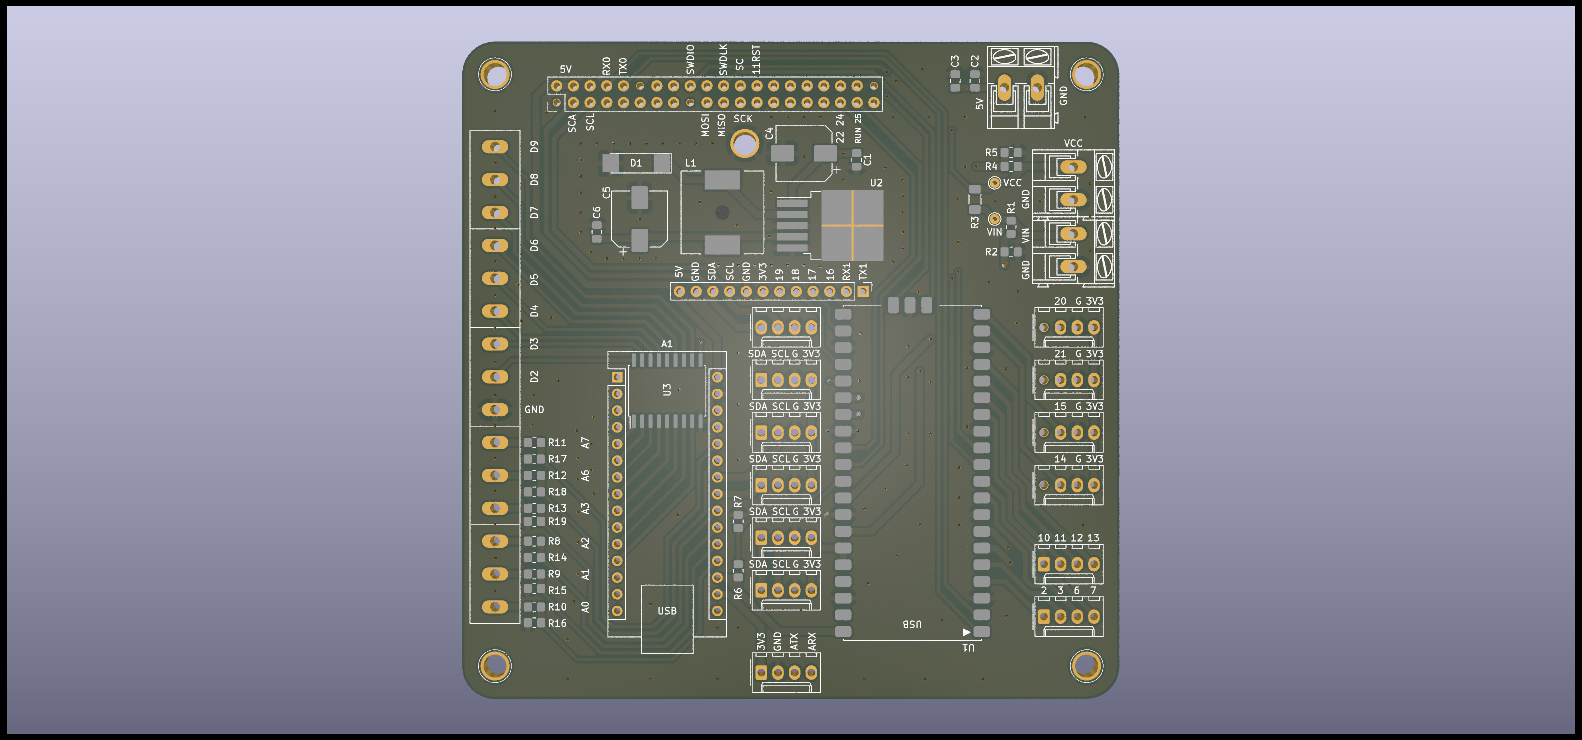 5V RX0 TX0 SWDIO SWDLK 5C 11RST
C3 C2
5V GND
SCA SCL MOSI MISO SCK 22 24 RUN 25
C4 C1
D1 L1 U2
C5 C6
VCC
R5
R4
VCC
GND
R3 R1
VIN VIN
R2
GND
5V GND SDA SCL GND 3V3 19 18 17 16 RX1 TX1
D9
D8
D7
D6
D5
D4
D3
D2
GND
R11 A7
R17
R12 A6
R18
R13 A3
R19
R8 A2
R14
R9 A1
R15
R10 A0
R16
A1
U3
USB
SDA SCL G 3V3
SDA SCL G 3V3
SDA SCL G 3V3
SDA SCL G 3V3
SDA SCL G 3V3
R7
R6
3V3 GND ATX ARX
USB
U1
20 G 3V3
21 G 3V3
15 G 3V3
14 G 3V3
10 11 12 13
2 3 6 7